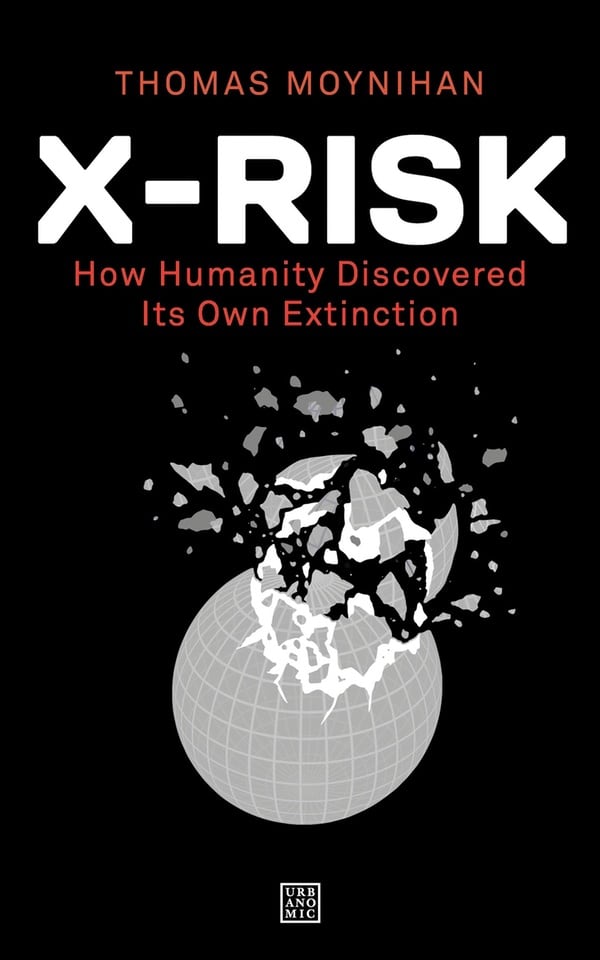 THOMAS MOYNIHAN
X-RISK
How Humanity Discovered
Its Own Extinction
URB
ANO
MIC